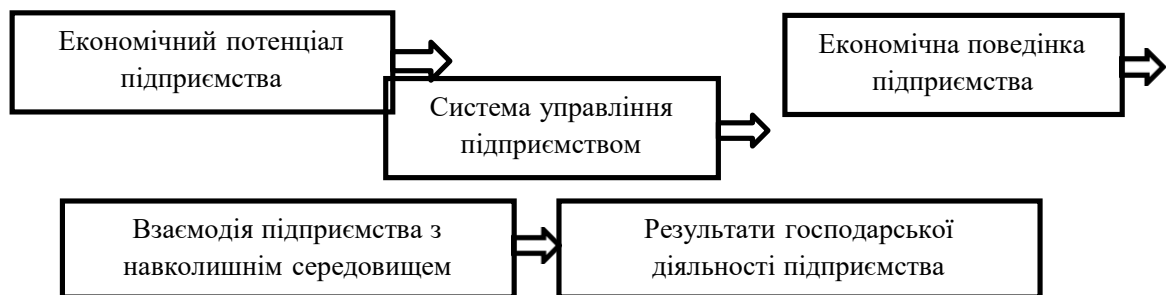 Економічний потенціал
підприємства
Система управління
підприємством
Економічна поведінка
підприємства
Взаємодія підприємства з
навколишнім середовищем
Результати господарської
діяльності підприємства